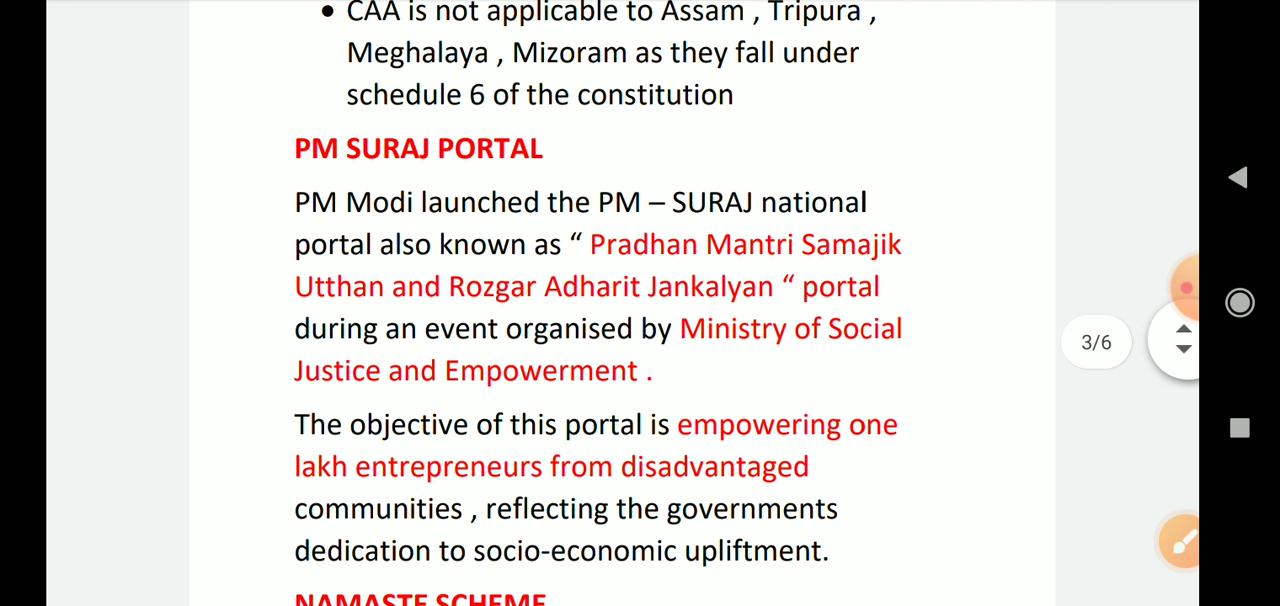 • CAA is not applicable to Assam , Tripura ,
Meghalaya , Mizoram as they fall under
schedule 6 of the constitution
PM SURAJ PORTAL
PM Modi launched the PM – SURAJ national
portal also known as “ Pradhan Mantri Samajik
Utthan and Rozgar Adharit Jankalyan “ portal
during an event organised by Ministry of Social
Justice and Empowerment .
3/6
The objective of this portal is empowering one
lakh entrepreneurs from disadvantaged
communities , reflecting the governments
dedication to socio-economic upliftment.
NAMASTE SCHEME